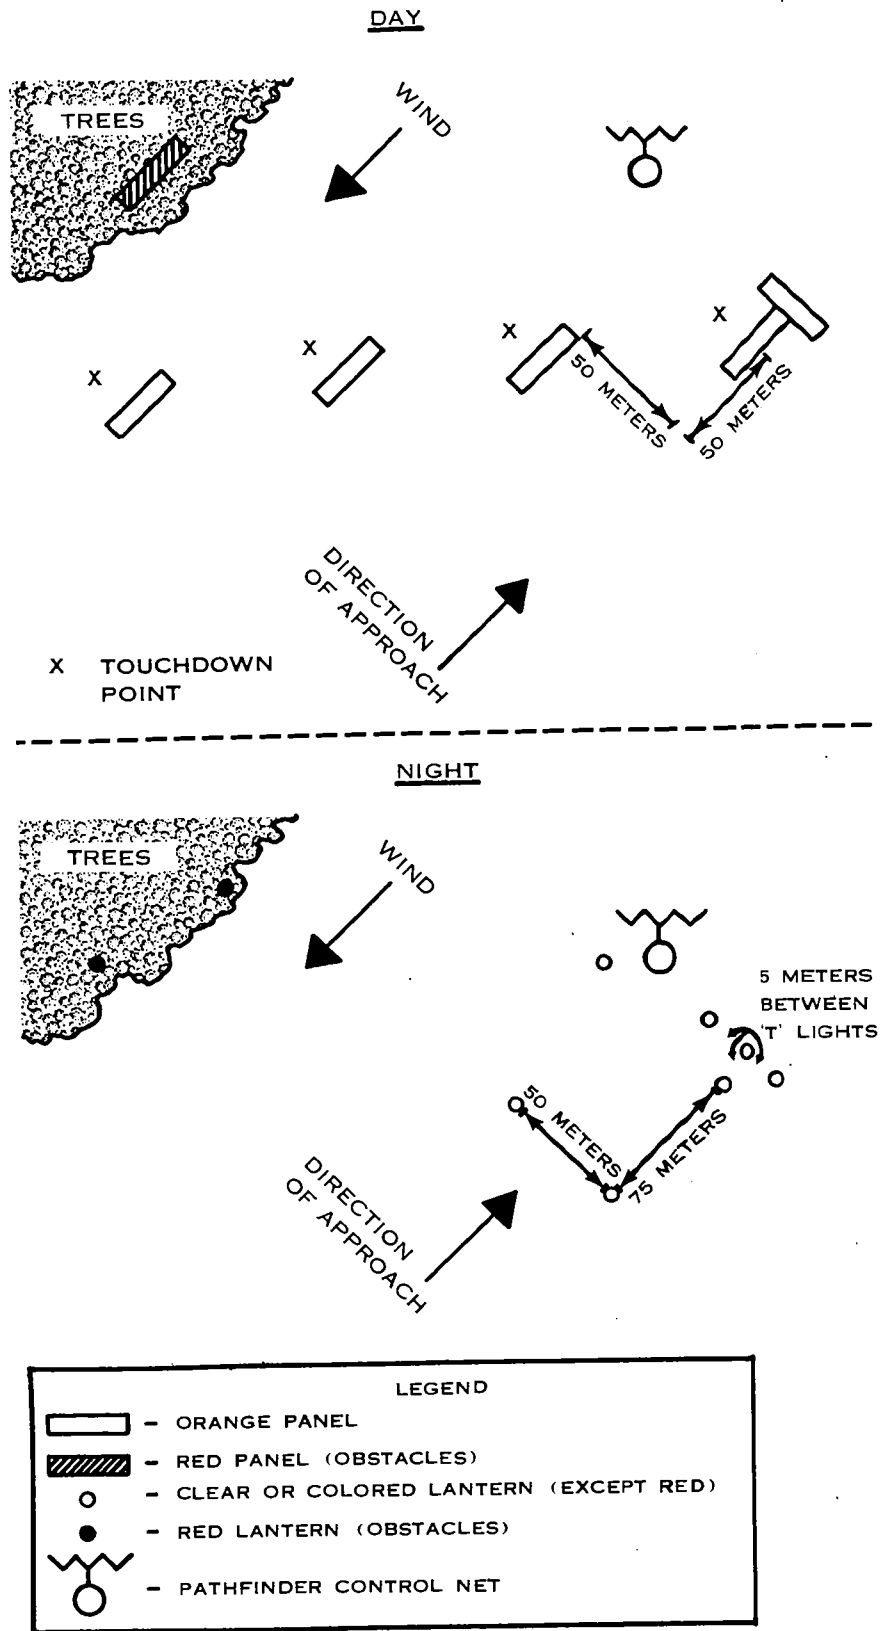 DAY
TREES
WIND
X
X
X
X
50 METERS
50 METERS
DIRECTION
OF APPROACH
X TOUCHDOWN
POINT
NIGHT
TREES
WIND
5 METERS
BETWEEN
'T' LIGHTS
50 METERS
75 METERS
DIRECTION
OF APPROACH
LEGEND
- ORANGE PANEL
- RED PANEL (OBSTACLES)
- CLEAR OR COLORED LANTERN (EXCEPT RED)
- RED LANTERN (OBSTACLES)
- PATHFINDER CONTROL NET